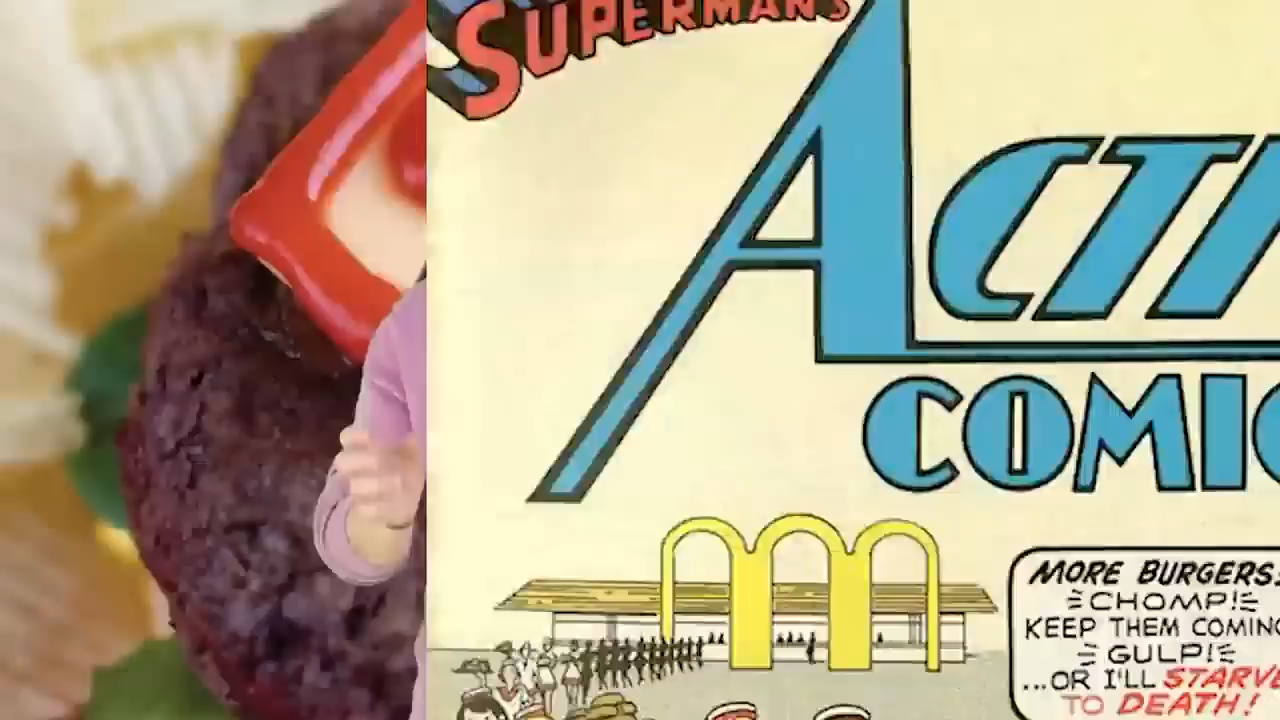 SUPERMAN'S
ACTI
COMIC
MORE BURGERS:
CHOMP!
KEEP THEM COMING
GULP!
...OR I'LL STARVE
TO DEATH!